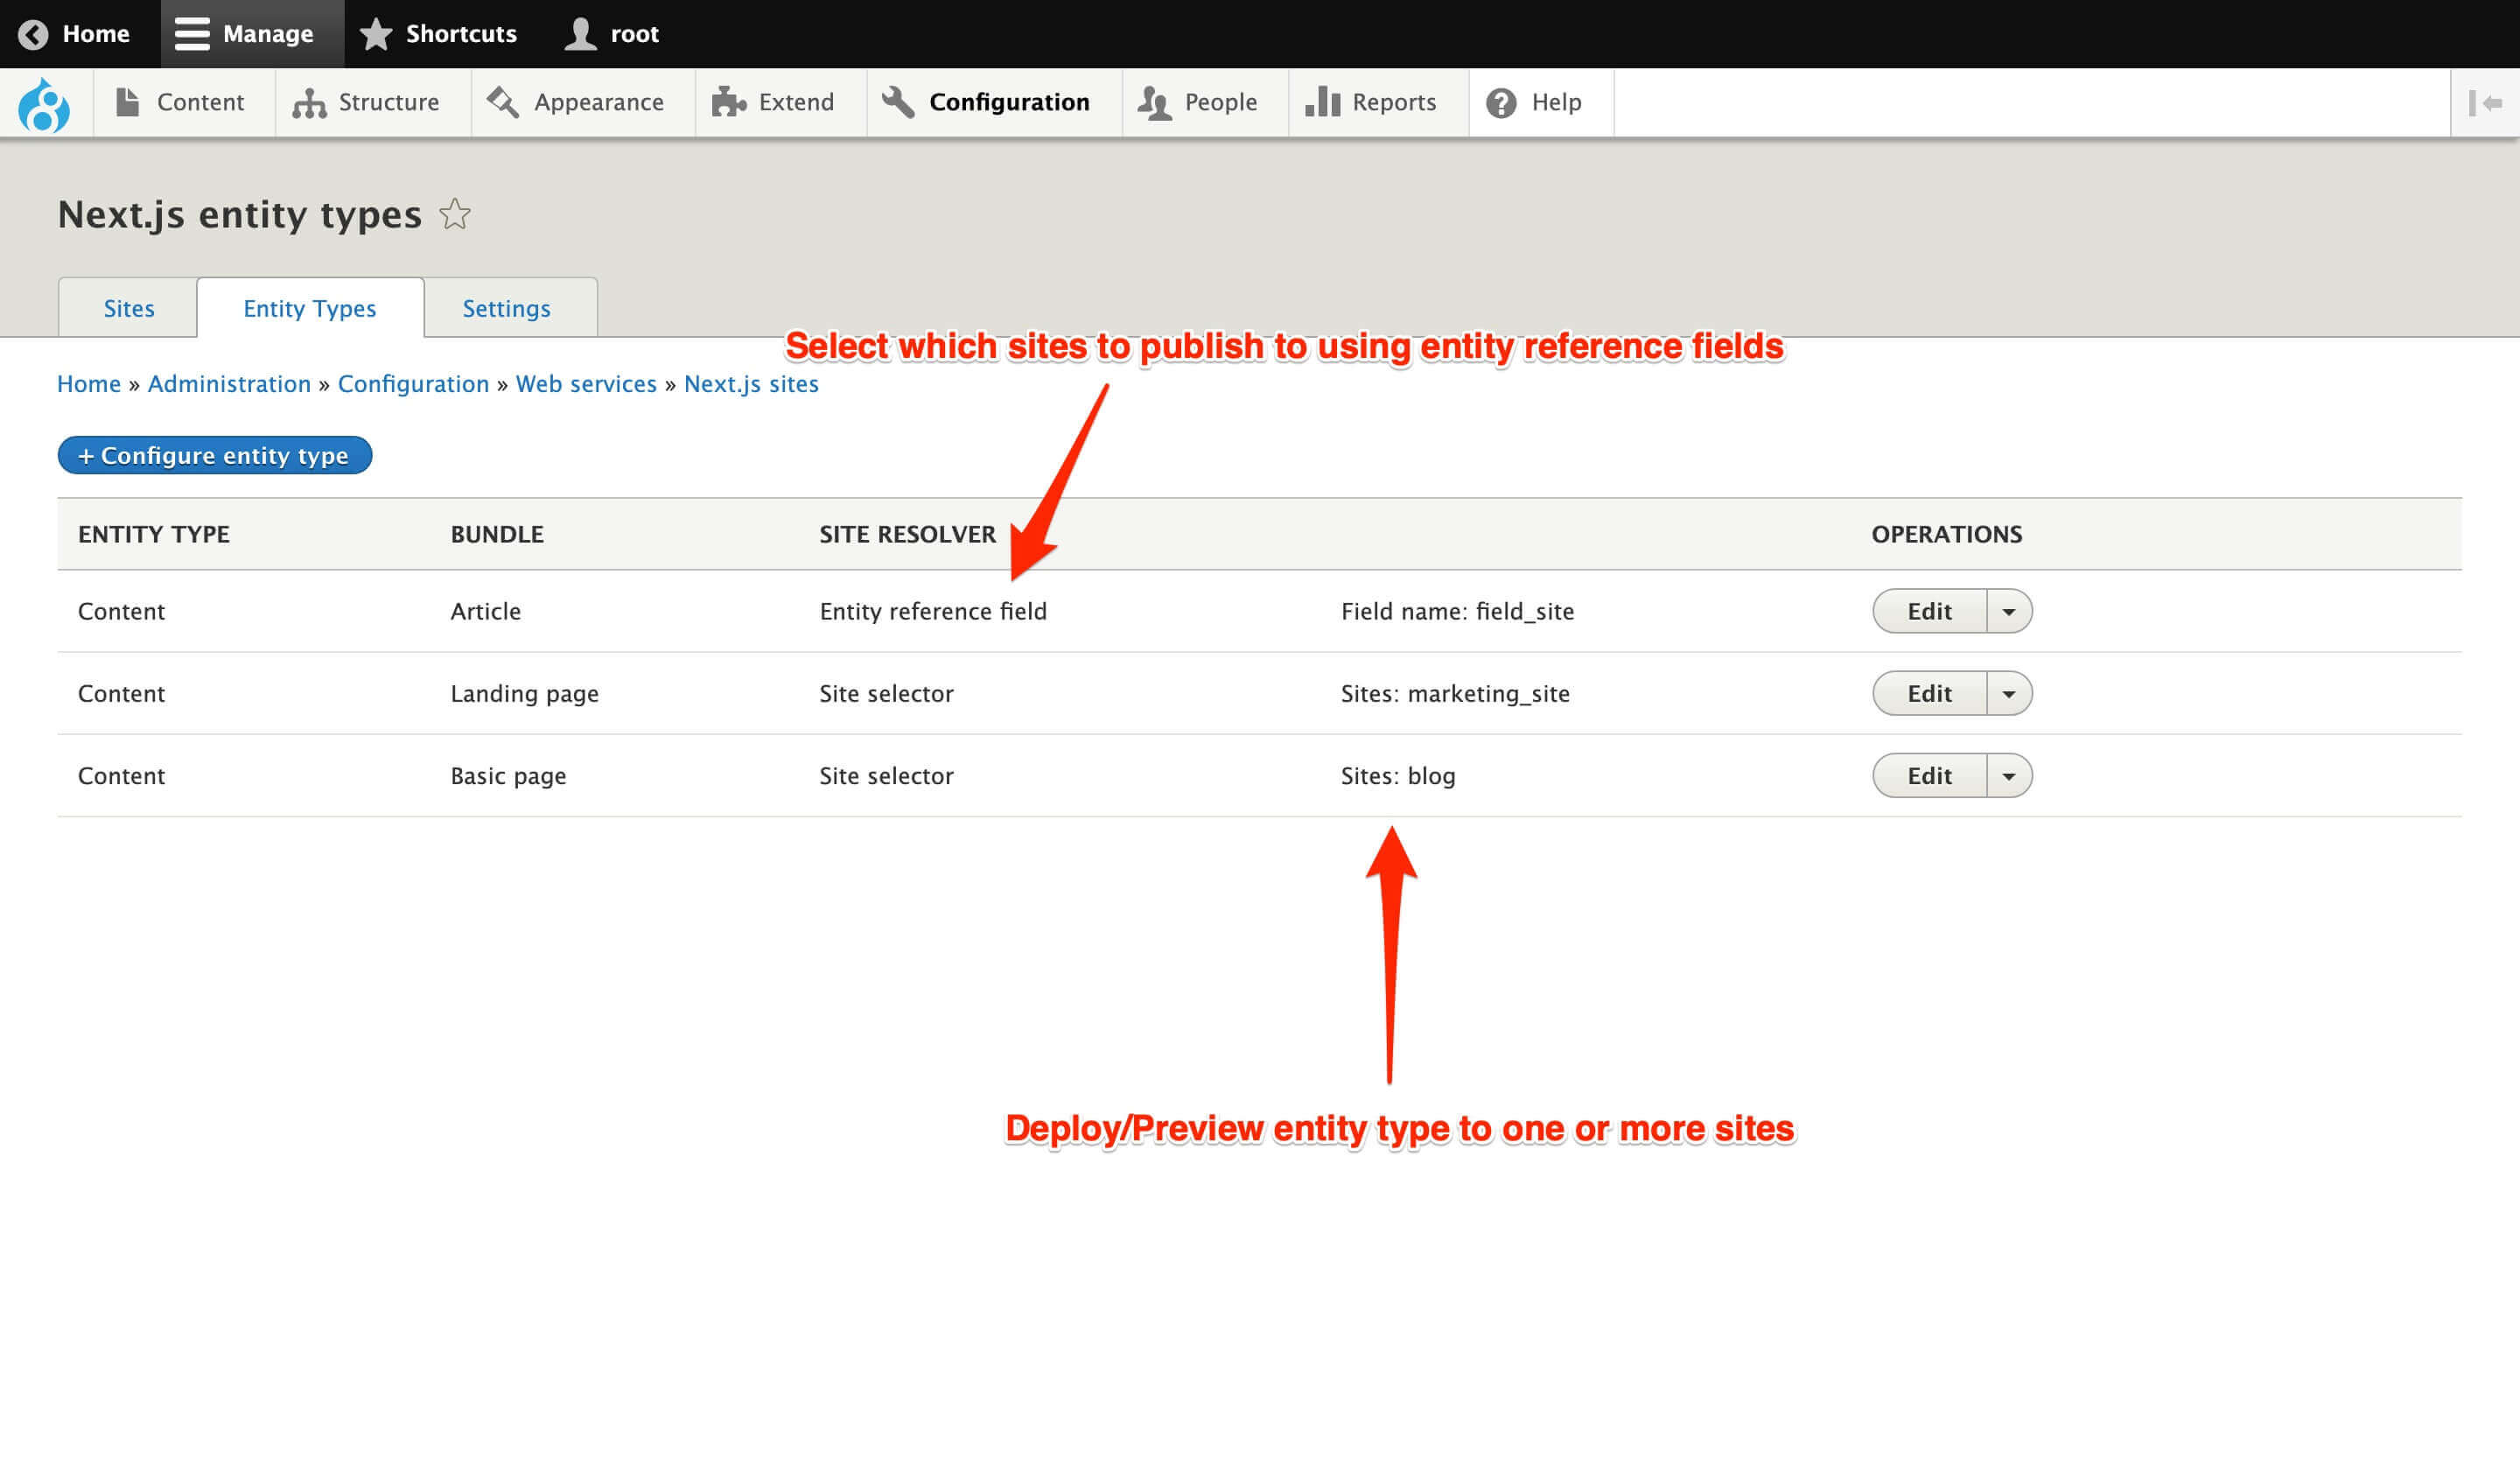 Home Manage Shortcuts root
Content Structure Appearance Extend Configuration People Reports Help
Next.js entity types
Sites Entity Types Settings
Select which sites to publish to using entity reference fields
Home » Administration » Configuration » Web services » Next.js sites
+ Configure entity type
ENTITY TYPE BUNDLE SITE RESOLVER OPERATIONS
Content Article Entity reference field Field name: field_site Edit
Content Landing page Site selector Sites: marketing_site Edit
Content Basic page Site selector Sites: blog Edit
Deploy/Preview entity type to one or more sites